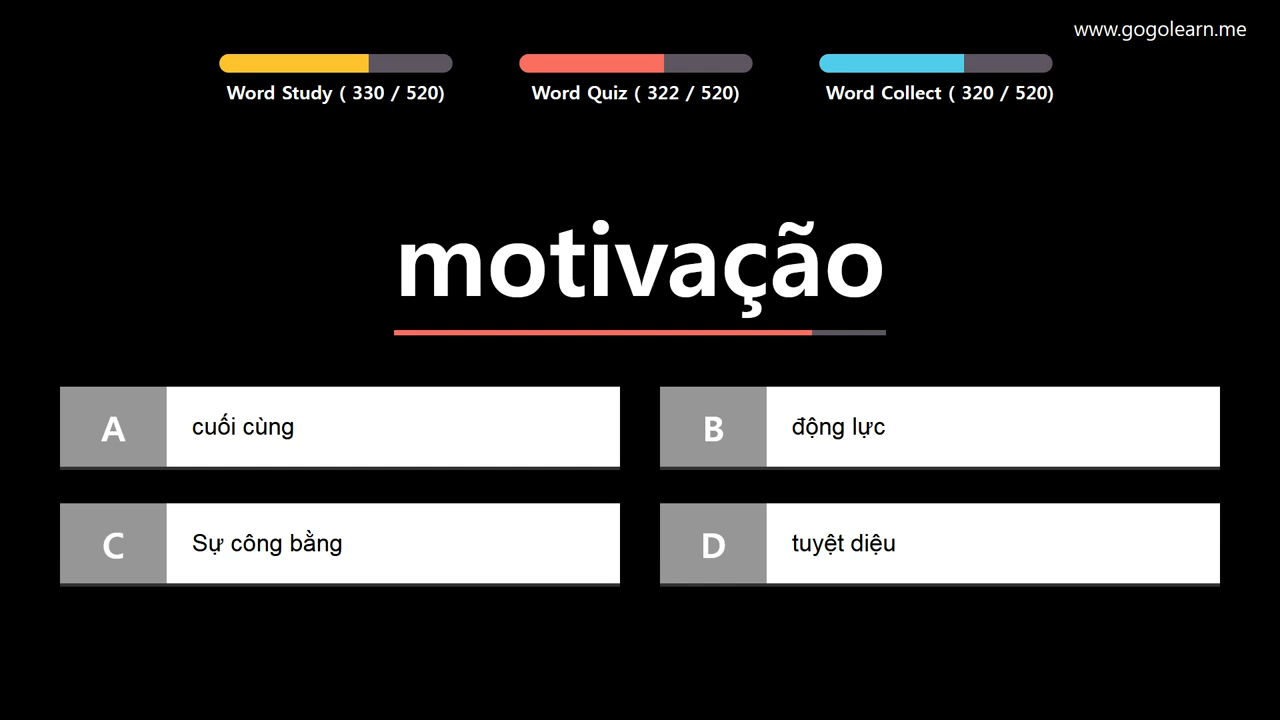 www.gogolearn.me
Word Study ( 330 / 520)
Word Quiz ( 322 / 520)
Word Collect ( 320 / 520)
motivação
A
cuối cùng
B
động lực
C
Sự công bằng
D
tuyệt diệu